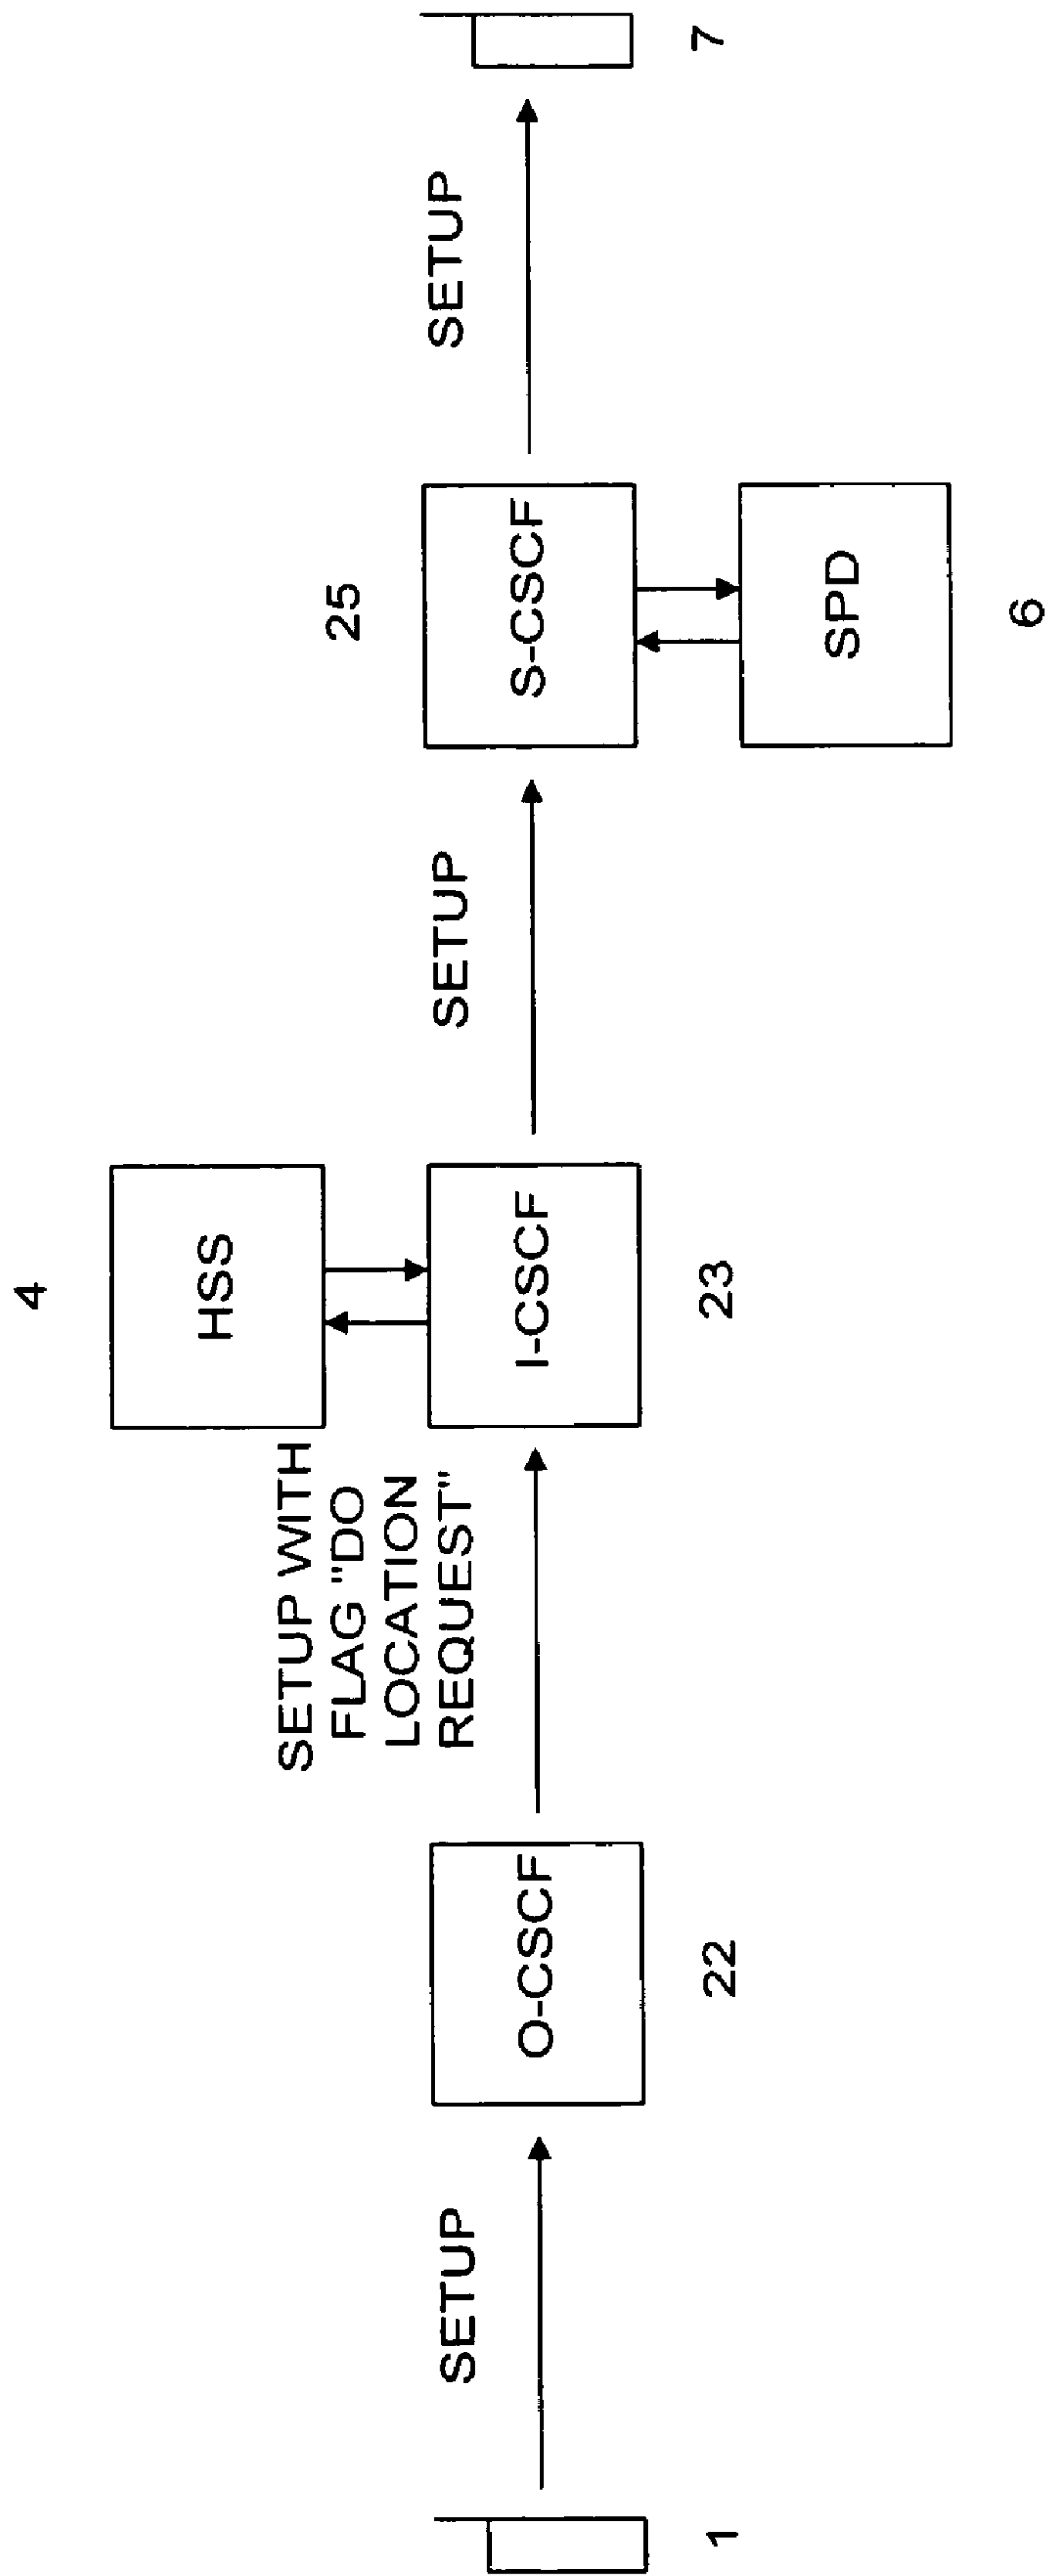 4
HSS
SETUP WITH
FLAG "DO
LOCATION
REQUEST"
25
SETUP
O-CSCF
I-CSCF
SETUP
S-CSCF
SETUP
1
22
23
SPD
7
6